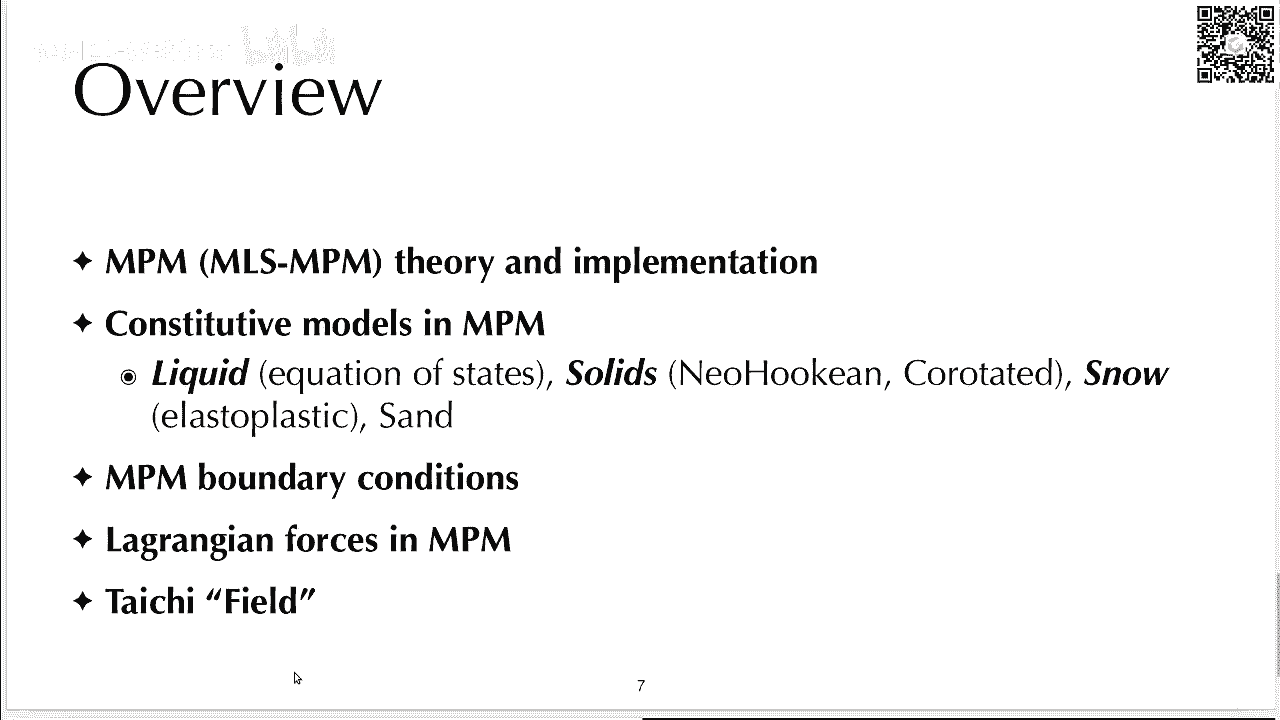 Overview
✦ MPM (MLS-MPM) theory and implementation
✦ Constitutive models in MPM
◉ Liquid (equation of states), Solids (NeoHookean, Corotated), Snow
(elastoplastic), Sand
✦ MPM boundary conditions
✦ Lagrangian forces in MPM
✦ Taichi “Field”
7